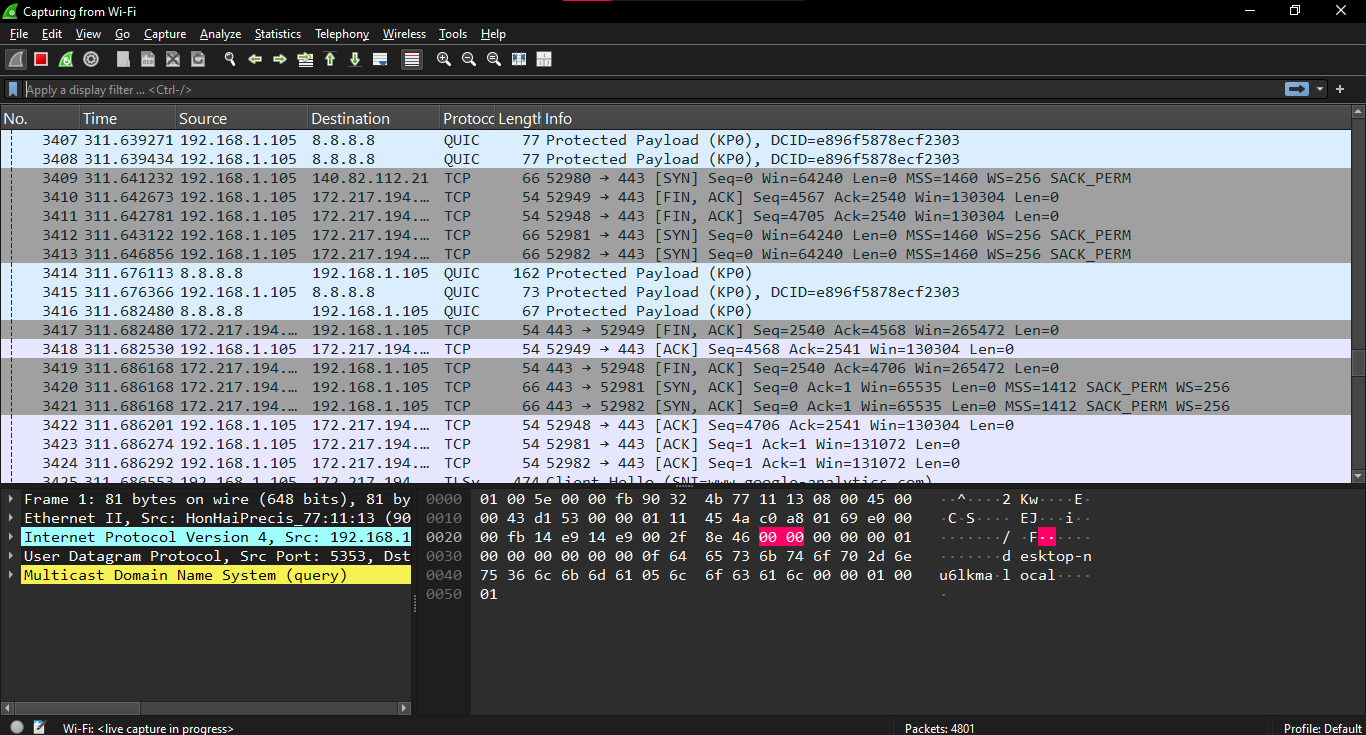 Capturing from Wi-Fi
File Edit View Go Capture Analyze Statistics Telephony Wireless Tools Help
Apply a display filter ... <Ctrl-/>
No. Time Source Destination Protocol Length Info
3407 311.639271 192.168.1.105 8.8.8.8 QUIC 77 Protected Payload (KP0), DCID=e896f5878ecf2303
3408 311.639434 192.168.1.105 8.8.8.8 QUIC 77 Protected Payload (KP0), DCID=e896f5878ecf2303
3409 311.641232 192.168.1.105 140.82.112.21 TCP 66 52980 → 443 [SYN] Seq=0 Win=64240 Len=0 MSS=1460 WS=256 SACK_PERM
3410 311.642673 192.168.1.105 172.217.194.… TCP 54 52949 → 443 [FIN, ACK] Seq=4567 Ack=2540 Win=130304 Len=0
3411 311.642781 192.168.1.105 172.217.194.… TCP 54 52948 → 443 [FIN, ACK] Seq=4705 Ack=2540 Win=130304 Len=0
3412 311.643122 192.168.1.105 172.217.194.… TCP 66 52981 → 443 [SYN] Seq=0 Win=64240 Len=0 MSS=1460 WS=256 SACK_PERM
3413 311.646856 192.168.1.105 172.217.194.… TCP 66 52982 → 443 [SYN] Seq=0 Win=64240 Len=0 MSS=1460 WS=256 SACK_PERM
3414 311.676113 8.8.8.8 192.168.1.105 QUIC 162 Protected Payload (KP0)
3415 311.676366 192.168.1.105 8.8.8.8 QUIC 73 Protected Payload (KP0), DCID=e896f5878ecf2303
3416 311.682480 8.8.8.8 192.168.1.105 QUIC 67 Protected Payload (KP0)
3417 311.682480 172.217.194.… 192.168.1.105 TCP 54 443 → 52949 [FIN, ACK] Seq=2540 Ack=4568 Win=265472 Len=0
3418 311.682530 192.168.1.105 172.217.194.… TCP 54 52949 → 443 [ACK] Seq=4568 Ack=2541 Win=130304 Len=0
3419 311.686168 172.217.194.… 192.168.1.105 TCP 54 443 → 52948 [FIN, ACK] Seq=2540 Ack=4706 Win=265472 Len=0
3420 311.686168 172.217.194.… 192.168.1.105 TCP 66 443 → 52981 [SYN, ACK] Seq=0 Ack=1 Win=65535 Len=0 MSS=1412 SACK_PERM WS=256
3421 311.686168 172.217.194.… 192.168.1.105 TCP 66 443 → 52982 [SYN, ACK] Seq=0 Ack=1 Win=65535 Len=0 MSS=1412 SACK_PERM WS=256
3422 311.686201 192.168.1.105 172.217.194.… TCP 54 52948 → 443 [ACK] Seq=4706 Ack=2541 Win=130304 Len=0
3423 311.686274 192.168.1.105 172.217.194.… TCP 54 52981 → 443 [ACK] Seq=1 Ack=1 Win=131072 Len=0
3424 311.686292 192.168.1.105 172.217.194.… TCP 54 52982 → 443 [ACK] Seq=1 Ack=1 Win=131072 Len=0
3425 311.686553 192.168.1.105 172.217.194.… TLSv 474 Client Hello (SNI=www.google-analytics.com)
Frame 1: 81 bytes on wire (648 bits), 81 by
Ethernet II, Src: HonHaiPrecis_77:11:13 (90
Internet Protocol Version 4, Src: 192.168.1
User Datagram Protocol, Src Port: 5353, Dst
Multicast Domain Name System (query)
0000 01 00 5e 00 00 fb 90 32 4b 77 11 13 08 00 45 00 ··^····2 Kw····E·
0010 00 43 d1 53 00 00 01 11 45 4a c0 a8 01 69 e0 00 ·C·S···· EJ···i··
0020 00 fb 14 e9 14 e9 00 2f 8e 46 00 00 00 00 00 01 ·······/ ·F······
0030 00 00 00 00 00 00 0f 64 65 73 6b 74 6f 70 2d 6e ·······d esktop-n
0040 75 36 6c 6b 6d 61 05 6c 6f 63 61 6c 00 00 01 00 u6lkma·l ocal····
0050 01 ·
Wi-Fi: <live capture in progress>
Packets: 4801
Profile: Default